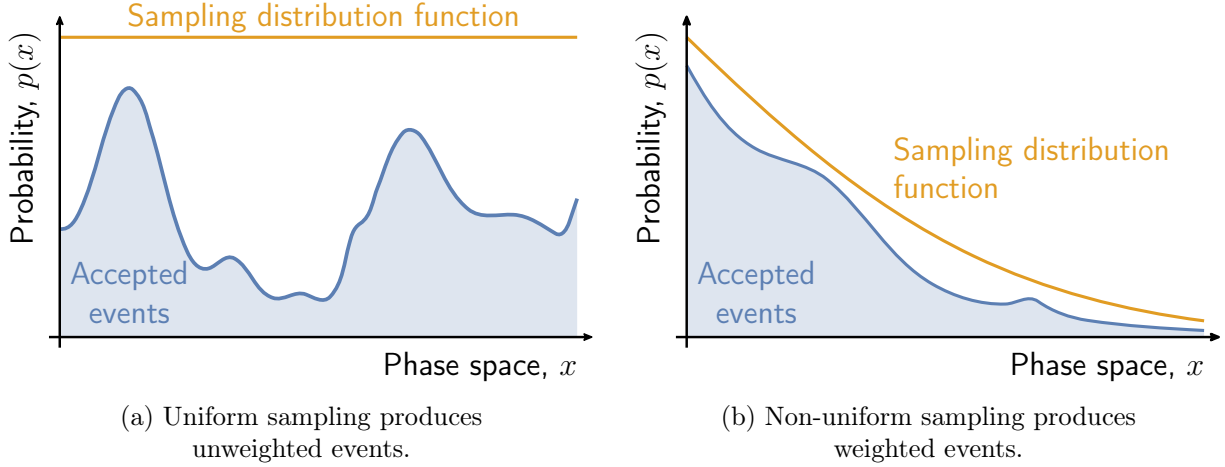 Sampling distribution function
Probability, p(x)
Accepted
events
Phase space, x
(a) Uniform sampling produces
unweighted events.
Probability, p(x)
Sampling distribution
function
Accepted
events
Phase space, x
(b) Non-uniform sampling produces
weighted events.